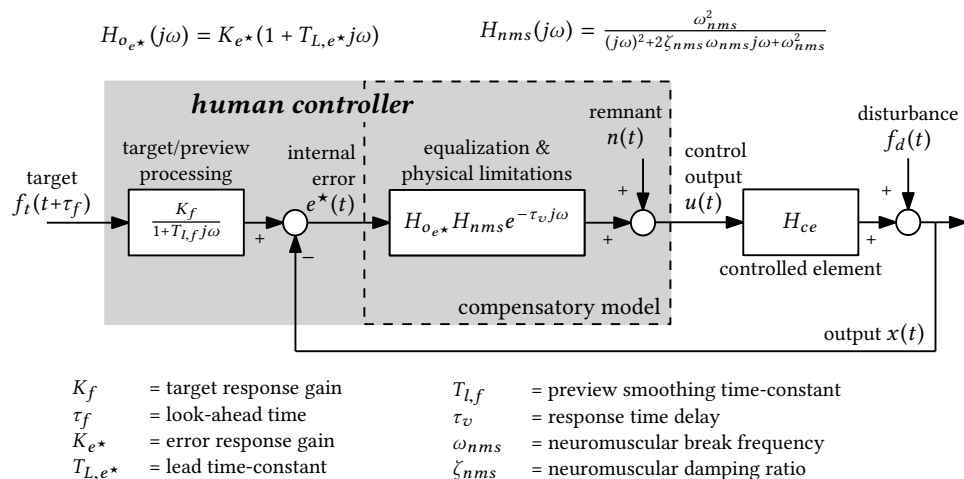 H_{o_{e⋆}}(jω) = K_{e⋆}(1 + T_{L,e⋆}jω)
H_{nms}(jω) = ω_{nms}^2 / ((jω)^2+2ζ_{nms}ω_{nms}jω+ω_{nms}^2)
human controller
remnant
n(t)
disturbance
f_d(t)
target/preview
processing
internal
error
e⋆(t)
equalization &
physical limitations
control
output
u(t)
target
f_t(t+τ_f)
K_f / (1+T_{l,f}jω)
+
−
H_{o_{e⋆}}H_{nms}e^{−τ_v jω}
+
+
H_{ce}
+
+
controlled element
compensatory model
output x(t)
K_f = target response gain
τ_f = look-ahead time
K_{e⋆} = error response gain
T_{L,e⋆} = lead time-constant
T_{l,f} = preview smoothing time-constant
τ_v = response time delay
ω_{nms} = neuromuscular break frequency
ζ_{nms} = neuromuscular damping ratio